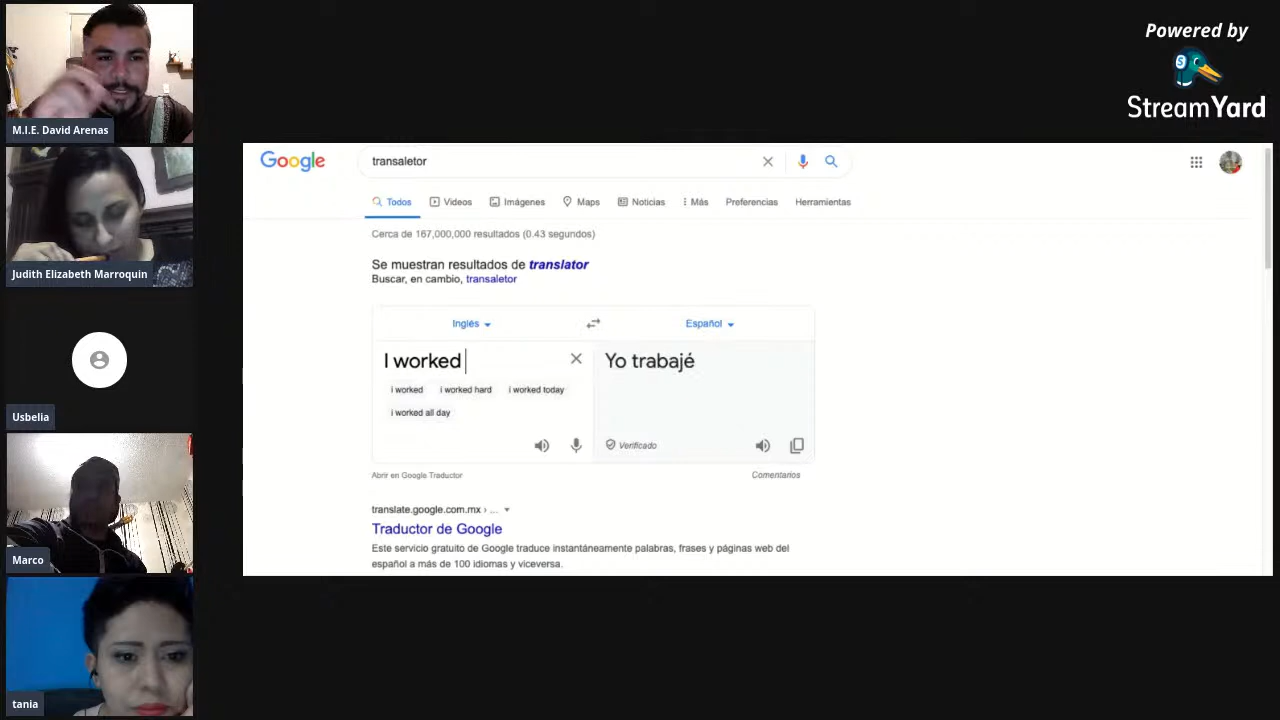 Powered by
StreamYard
M.I.E. David Arenas
Judith Elizabeth Marroquin
Usbelia
Marco
tania
Google
transaletor
Todos
Videos
Imágenes
Maps
Noticias
Más
Preferencias
Herramientas
Cerca de 167,000,000 resultados (0.43 segundos)
Se muestran resultados de translator
Buscar, en cambio, transaletor
Inglés
Español
I worked
Yo trabajé
i worked
i worked hard
i worked today
i worked all day
Verificado
Abrir en Google Traductor
Comentarios
translate.google.com.mx › ...
Traductor de Google
Este servicio gratuito de Google traduce instantáneamente palabras, frases y páginas web del
español a más de 100 idiomas y viceversa.